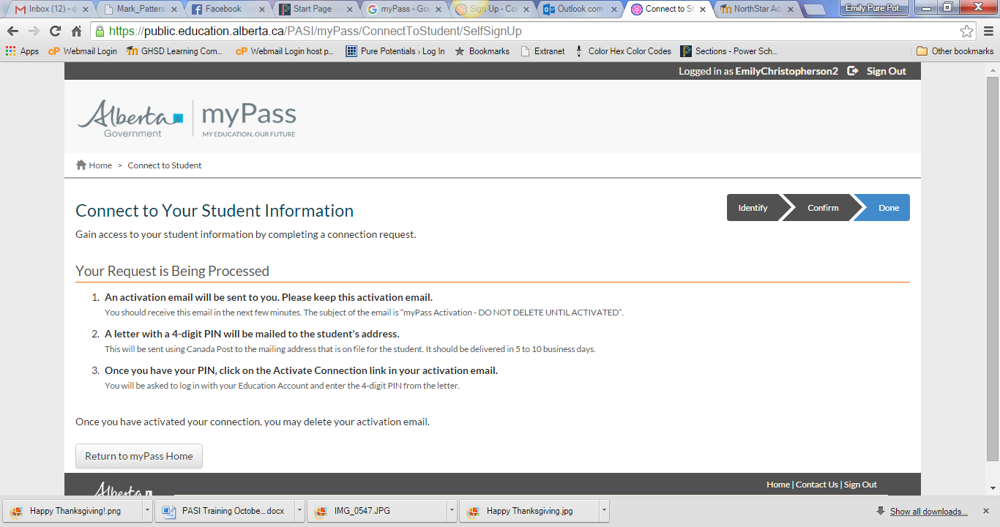 Inbox (12) - o
Mark_Patters
Facebook
Start Page
myPass - Goo
Sign Up - Co
Outlook.com
Connect to St
NorthStar Ac
Emily.Pure Pot...
https://public.education.alberta.ca/PASI/myPass/ConnectToStudent/SelfSignUp
Apps
Webmail Login
GHSD Learning Com...
Webmail Login host p...
Pure Potentials › Log In
Bookmarks
Extranet
Color Hex Color Codes
Sections - Power Sch...
Other bookmarks
Logged in as EmilyChristopherson2 Sign Out
Alberta Government
myPass
MY EDUCATION, OUR FUTURE
Home > Connect to Student
Connect to Your Student Information
Identify Confirm Done
Gain access to your student information by completing a connection request.
Your Request is Being Processed
1. An activation email will be sent to you. Please keep this activation email.
You should receive this email in the next few minutes. The subject of the email is “myPass Activation - DO NOT DELETE UNTIL ACTIVATED”.
2. A letter with a 4-digit PIN will be mailed to the student's address.
This will be sent using Canada Post to the mailing address that is on file for the student. It should be delivered in 5 to 10 business days.
3. Once you have your PIN, click on the Activate Connection link in your activation email.
You will be asked to log in with your Education Account and enter the 4-digit PIN from the letter.
Once you have activated your connection, you may delete your activation email.
Return to myPass Home
Alberta
Home | Contact Us | Sign Out
Happy Thanksgiving!.png
PASI Training Octobe....docx
IMG_0547.JPG
Happy Thanksgiving.jpg
Show all downloads...